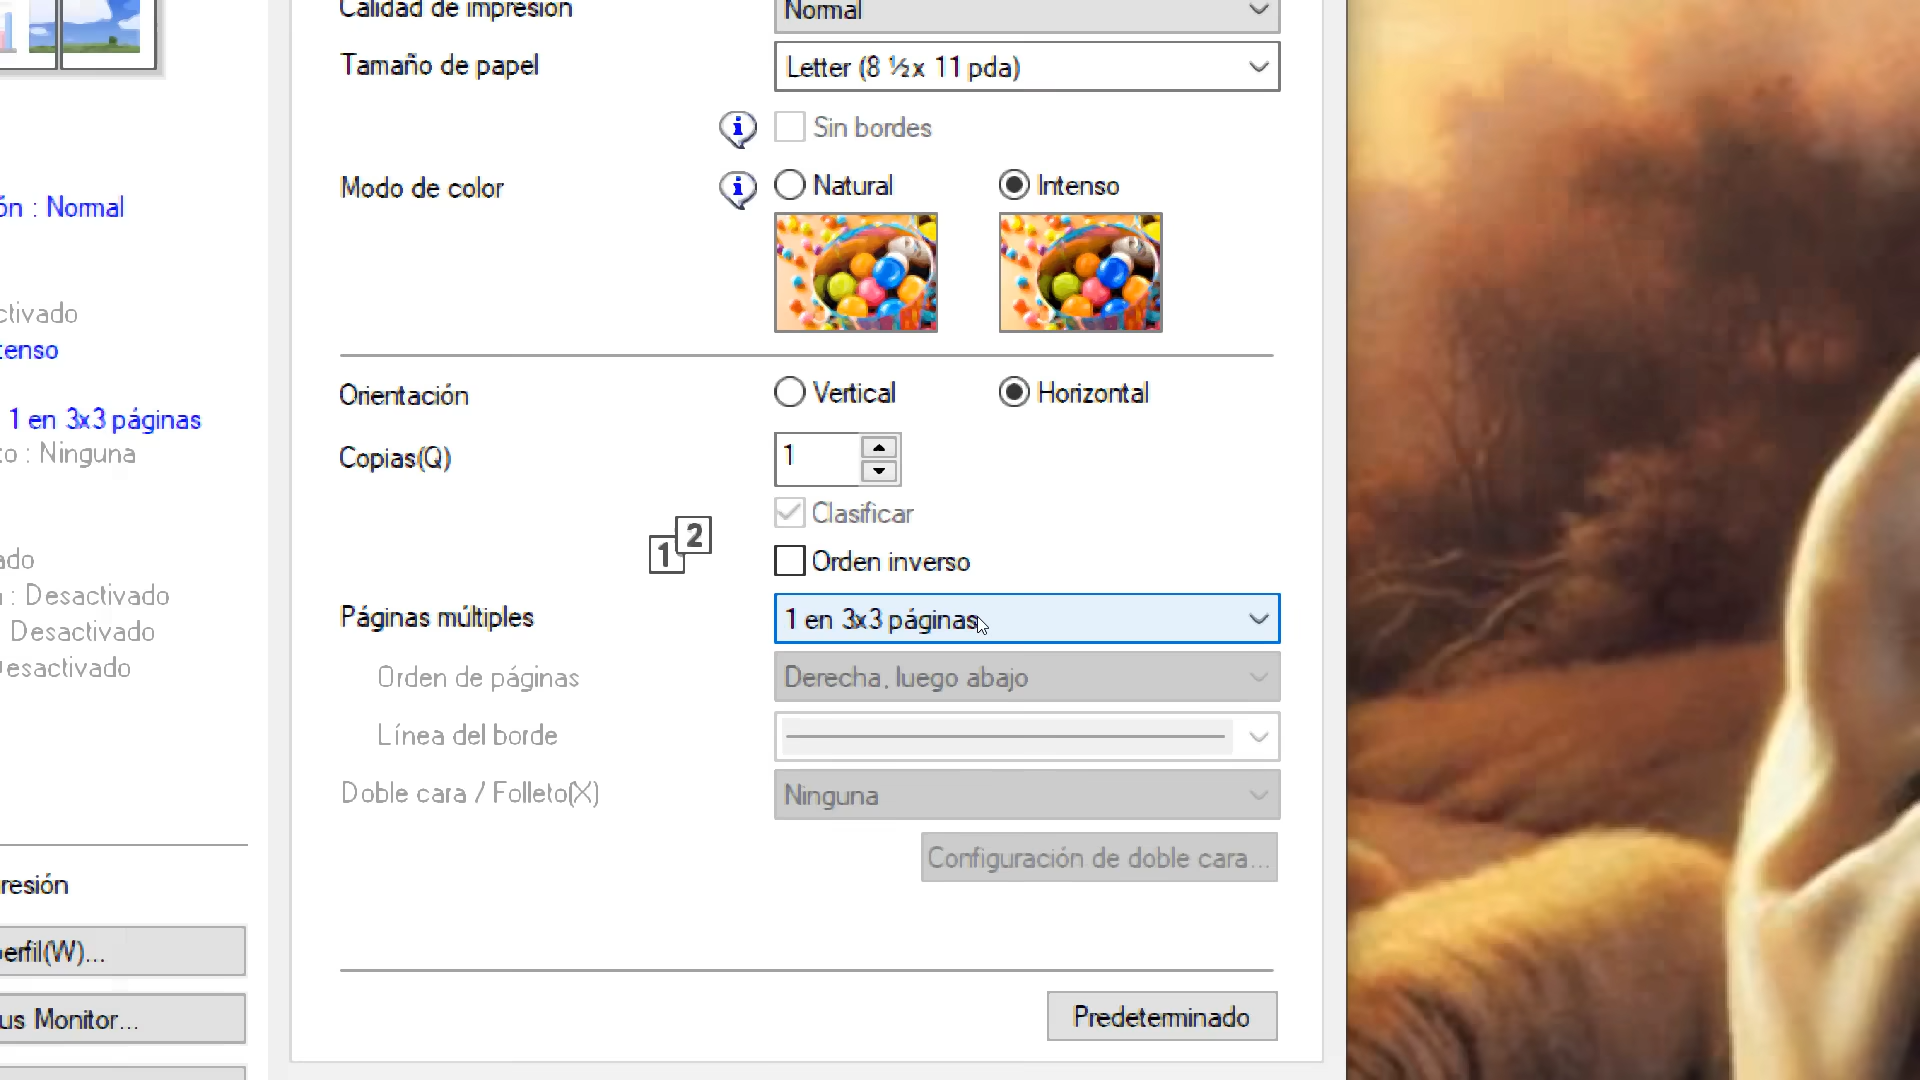 Calidad de impresión Normal
Tamaño de papel Letter (8 ½x 11 pda)
Sin bordes
Modo de color Natural Intenso
ón : Normal
ctivado
tenso
1 en 3x3 páginas
to : Ninguna
Orientación Vertical Horizontal
Copias(Q) 1
Clasificar
1 2
Orden inverso
Páginas múltiples 1 en 3x3 páginas
Orden de páginas Derecha, luego abajo
Línea del borde
Doble cara / Folleto(X) Ninguna
Configuración de doble cara...
ado
: Desactivado
Desactivado
esactivado
resión
erfil(W)...
us Monitor...
Predeterminado